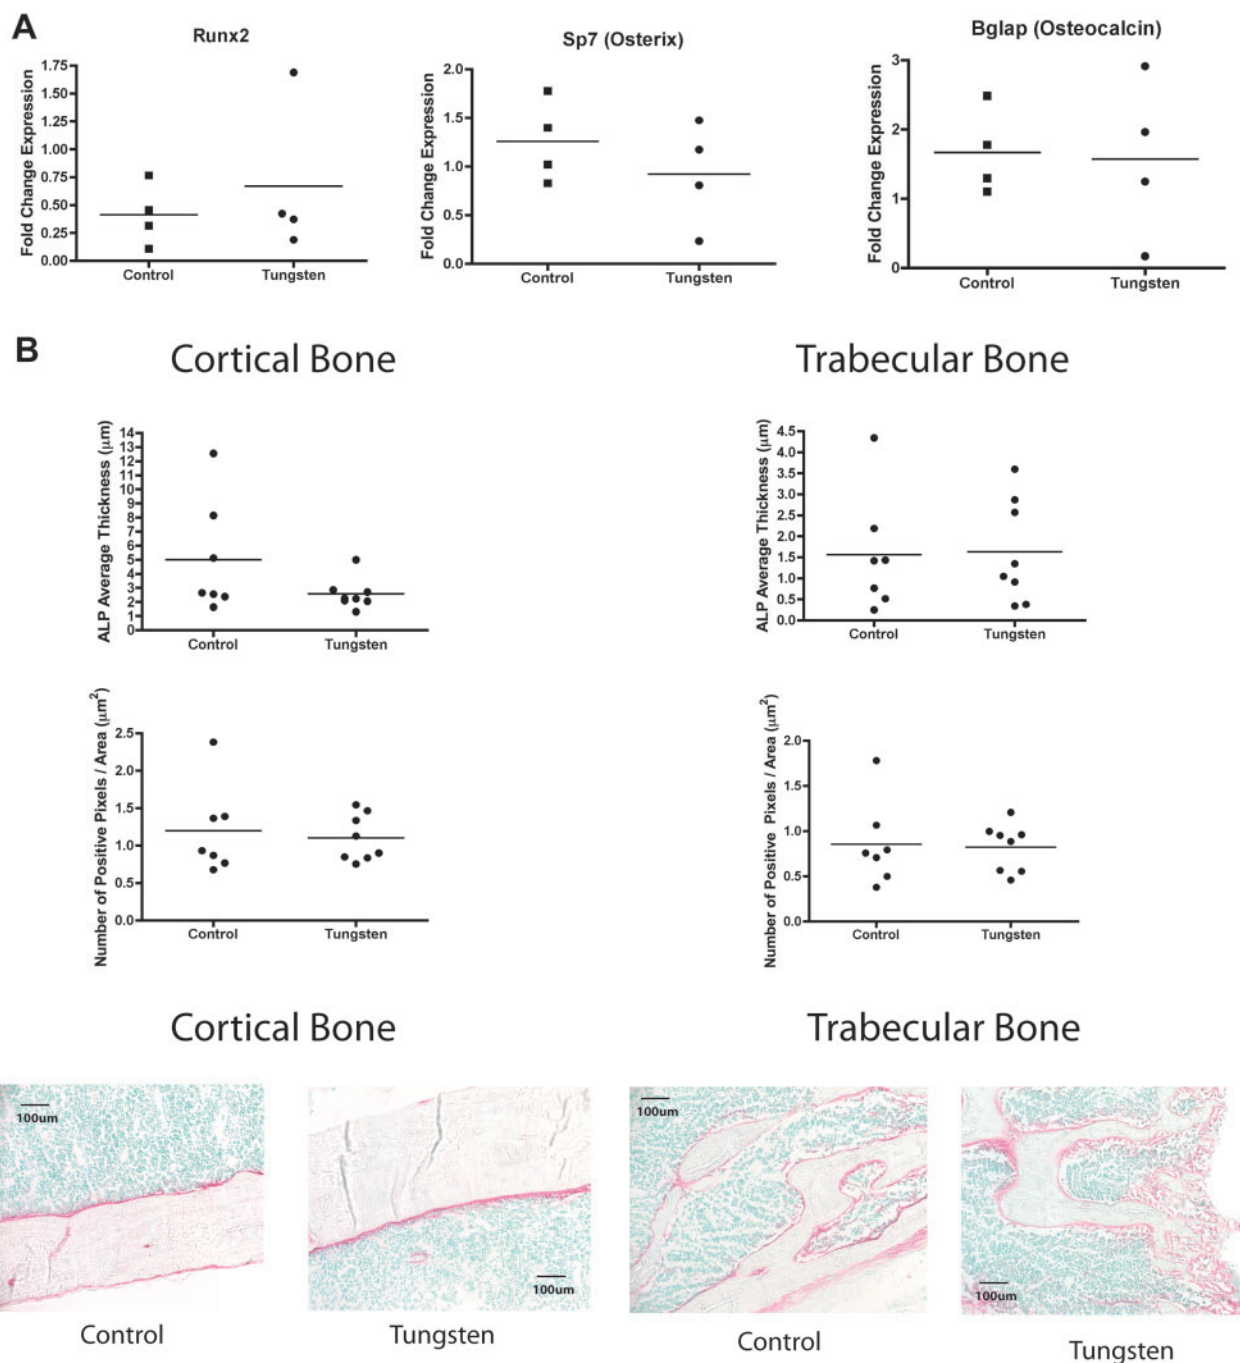 A
Runx2
Sp7 (Osterix)
Bglap (Osteocalcin)
Fold Change Expression
1.75
1.50
1.25
1.00
0.75
0.50
0.25
0.00
Control
Tungsten
Fold Change Expression
2.0
1.5
1.0
0.5
0.0
Control
Tungsten
Fold Change Expression
3
2
1
0
Control
Tungsten
B
Cortical Bone
Trabecular Bone
ALP Average Thickness (μm)
14
13
12
11
10
9
8
7
6
5
4
3
2
1
0
Control
Tungsten
ALP Average Thickness (μm)
4.5
4.0
3.5
3.0
2.5
2.0
1.5
1.0
0.5
0.0
Control
Tungsten
Number of Positive Pixels / Area (μm²)
2.5
2.0
1.5
1.0
0.5
0.0
Control
Tungsten
Number of Positive Pixels / Area (μm²)
2.0
1.5
1.0
0.5
0.0
Control
Tungsten
Cortical Bone
Trabecular Bone
100um
100um
100um
100um
Control
Tungsten
Control
Tungsten